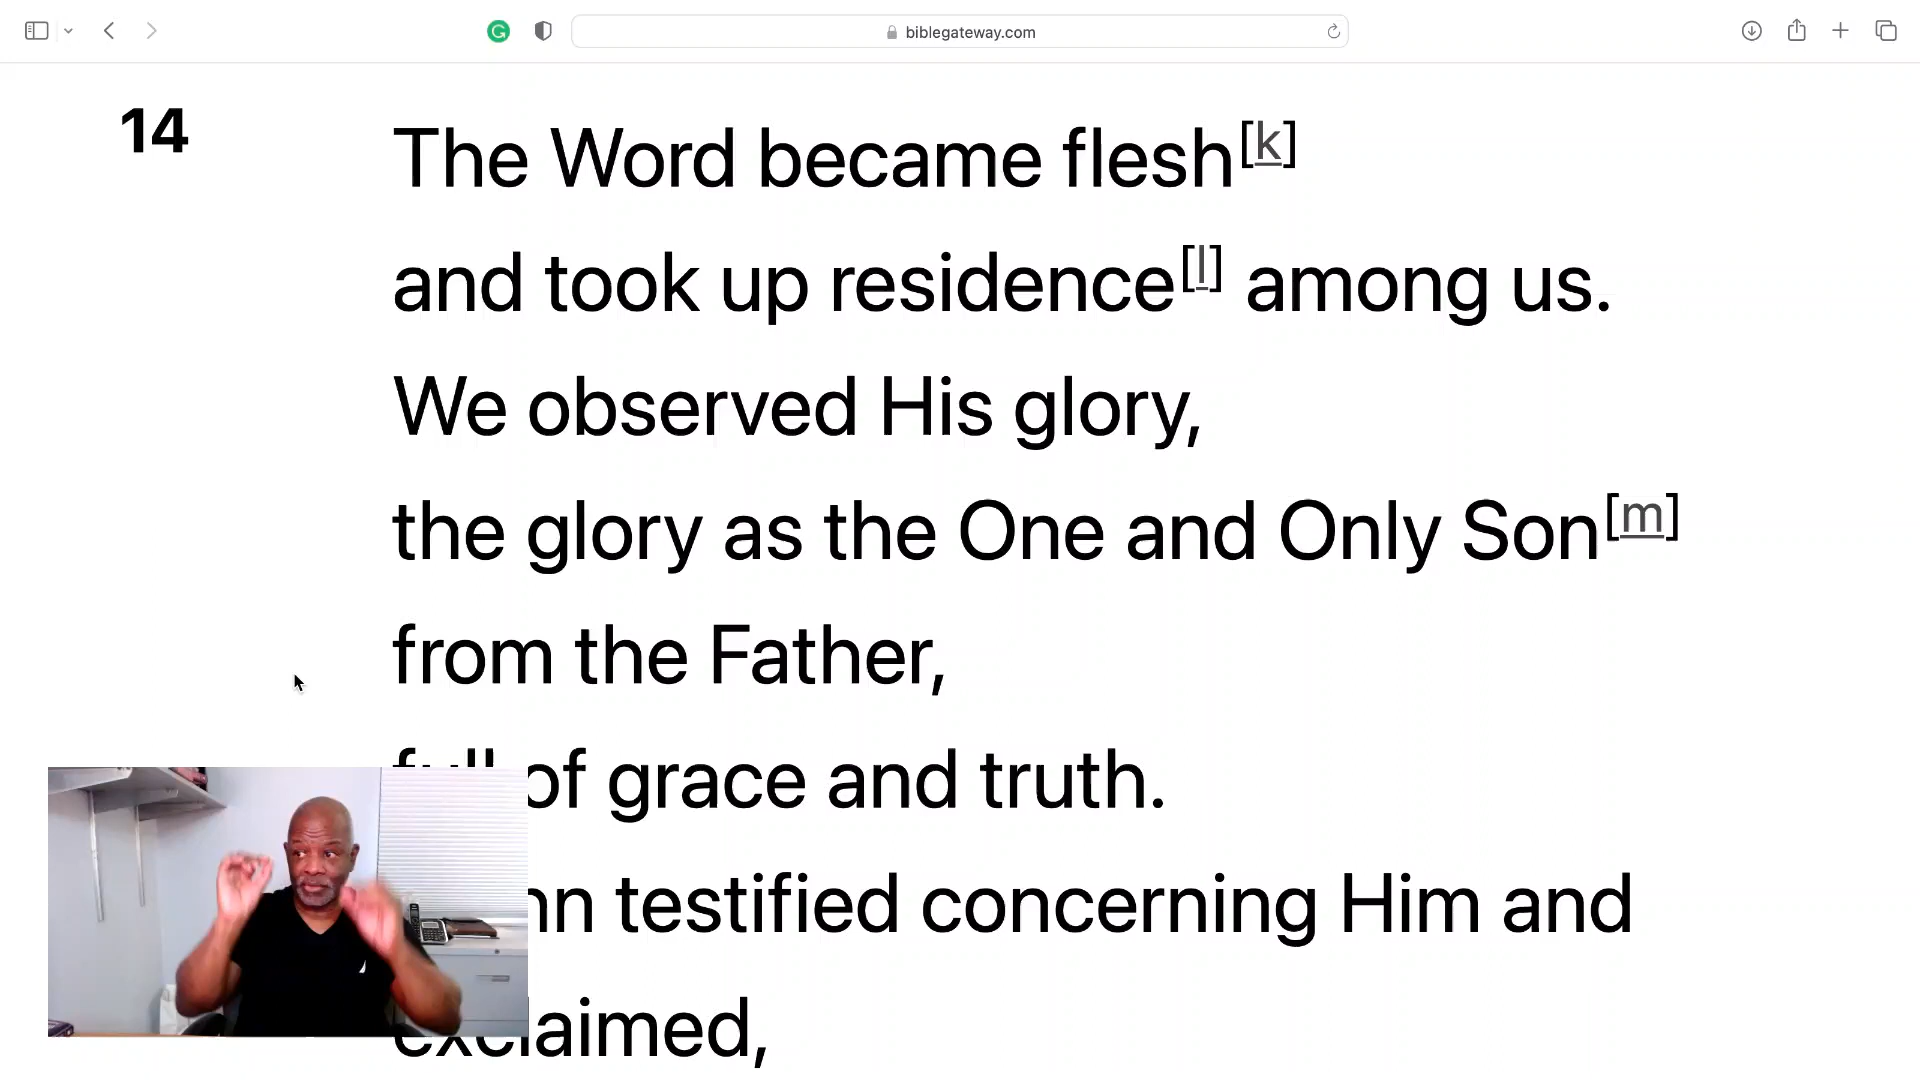 biblegateway.com
14
The Word became flesh[k]
and took up residence[l] among us.
We observed His glory,
the glory as the One and Only Son[m]
from the Father,
of grace and truth.
testified concerning Him and